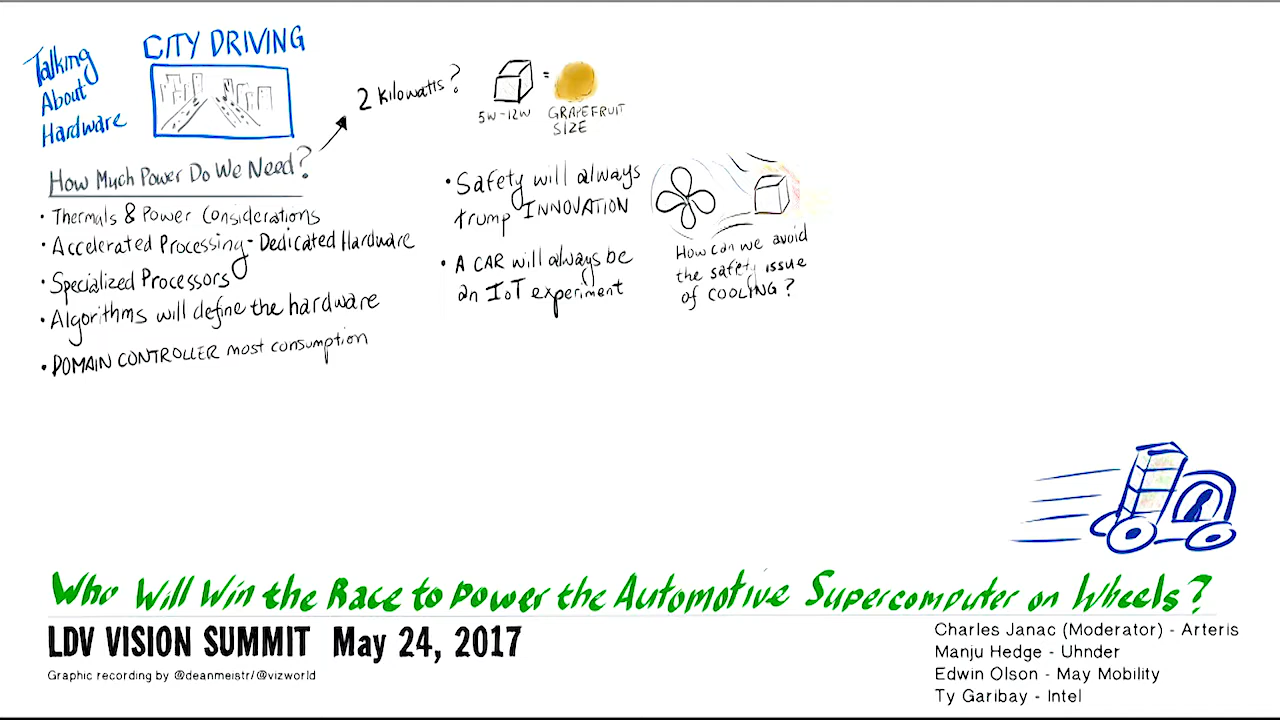 Talking
About
Hardware
CITY DRIVING
How Much Power Do We Need?
2 Kilowatts?
5W-12W
=
GRAPEFRUIT
SIZE
• Thermals & Power Considerations
• Accelerated Processing - Dedicated Hardware
• Specialized Processors
• Algorithms will define the hardware
• DOMAIN CONTROLLER most consumption
• Safety will always
trump INNOVATION
• A CAR will always be
an IoT experiment
How can we avoid
the safety issue
of COOLING?
Who Will Win the Race to Power the Automotive Supercomputer on Wheels?
LDV VISION SUMMIT May 24, 2017
Graphic recording by @deanmeistr/@vizworld
Charles Janac (Moderator) - Arteris
Manju Hedge - Uhnder
Edwin Olson - May Mobility
Ty Garibay - Intel